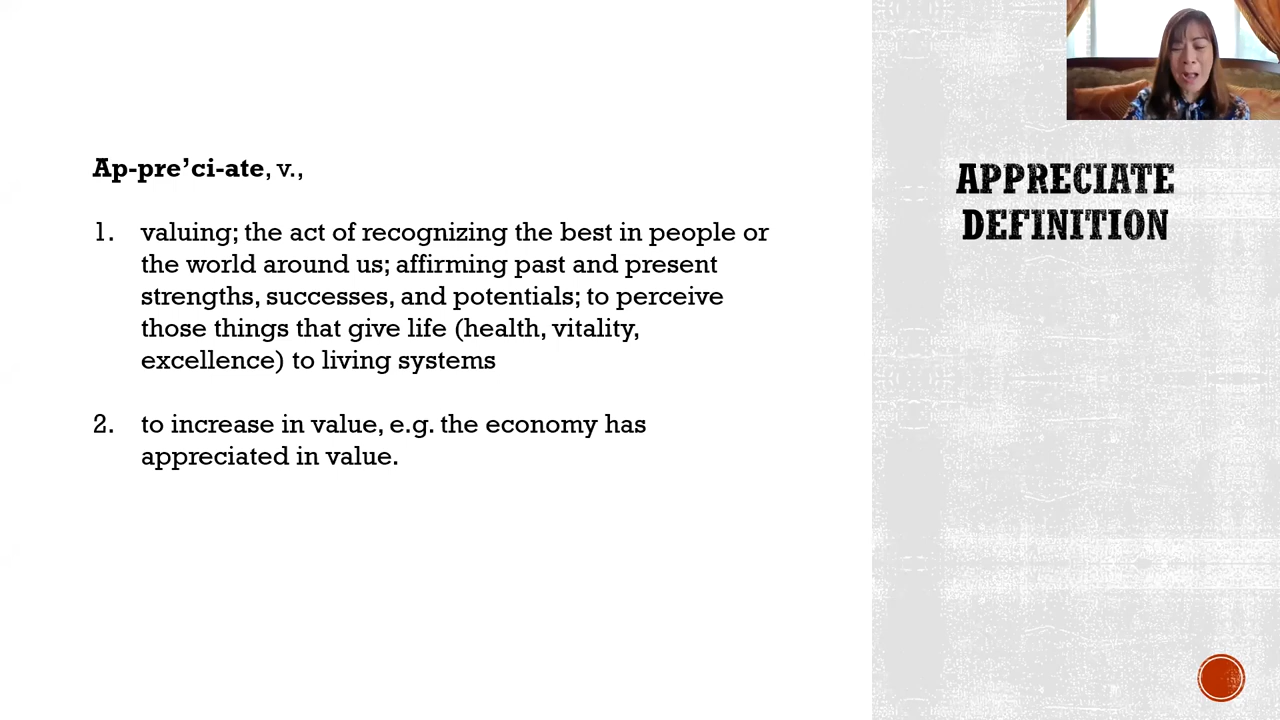 Ap-pre’ci-ate, v.,
1. valuing; the act of recognizing the best in people or
the world around us; affirming past and present
strengths, successes, and potentials; to perceive
those things that give life (health, vitality,
excellence) to living systems
2. to increase in value, e.g. the economy has
appreciated in value.
APPRECIATE
DEFINITION